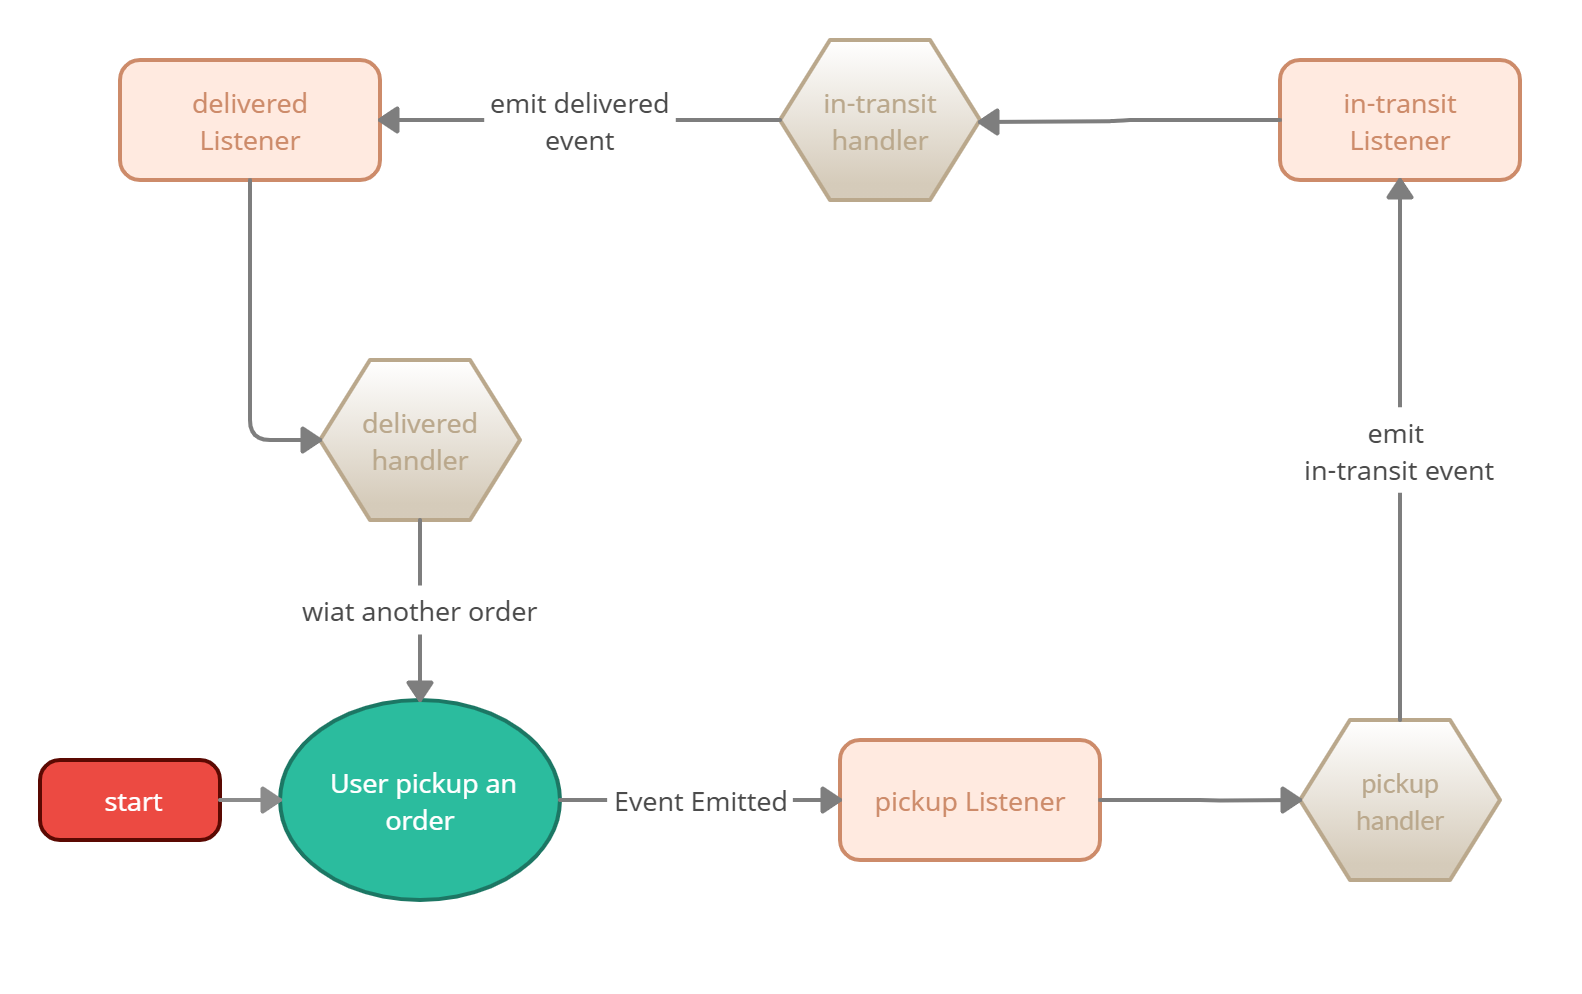 delivered
Listener
emit delivered
event
in-transit
handler
in-transit
Listener
delivered
handler
emit
in-transit event
wiat another order
start
User pickup an
order
Event Emitted
pickup Listener
pickup
handler